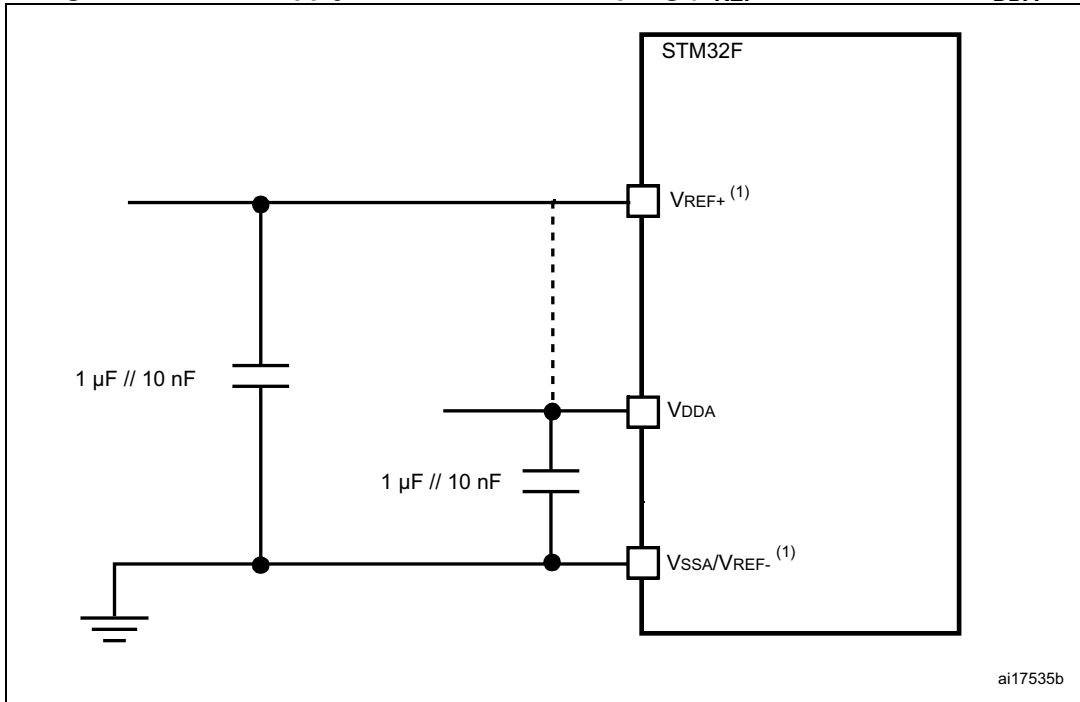 STM32F
VREF+ (1)
1 µF // 10 nF
VDDA
1 µF // 10 nF
VSSA/VREF- (1)
ai17535b